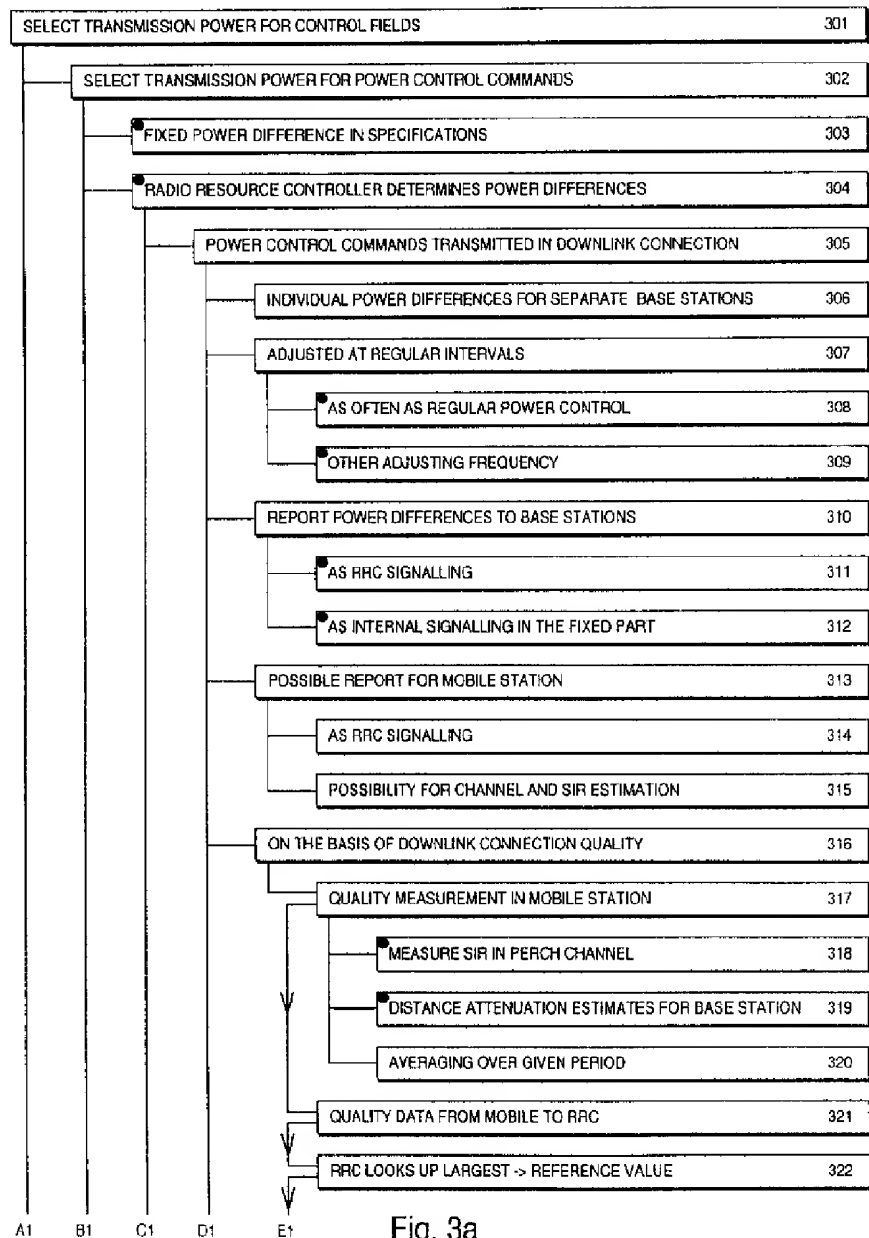 SELECT TRANSMISSION POWER FOR CONTROL FIELDS 301
SELECT TRANSMISSION POWER FOR POWER CONTROL COMMANDS 302
FIXED POWER DIFFERENCE IN SPECIFICATIONS 303
RADIO RESOURCE CONTROLLER DETERMINES POWER DIFFERENCES 304
POWER CONTROL COMMANDS TRANSMITTED IN DOWNLINK CONNECTION 305
INDIVIDUAL POWER DIFFERENCES FOR SEPARATE BASE STATIONS 306
ADJUSTED AT REGULAR INTERVALS 307
AS OFTEN AS REGULAR POWER CONTROL 308
OTHER ADJUSTING FREQUENCY 309
REPORT POWER DIFFERENCES TO BASE STATIONS 310
AS RRC SIGNALLING 311
AS INTERNAL SIGNALLING IN THE FIXED PART 312
POSSIBLE REPORT FOR MOBILE STATION 313
AS RRC SIGNALLING 314
POSSIBILITY FOR CHANNEL AND SIR ESTIMATION 315
ON THE BASIS OF DOWNLINK CONNECTION QUALITY 316
QUALITY MEASUREMENT IN MOBILE STATION 317
MEASURE SIR IN PERCH CHANNEL 318
DISTANCE ATTENUATION ESTIMATES FOR BASE STATION 319
AVERAGING OVER GIVEN PERIOD 320
QUALITY DATA FROM MOBILE TO RRC 321
RRC LOOKS UP LARGEST -> REFERENCE VALUE 322
A1 B1 C1 D1 E1 Fig. 3a